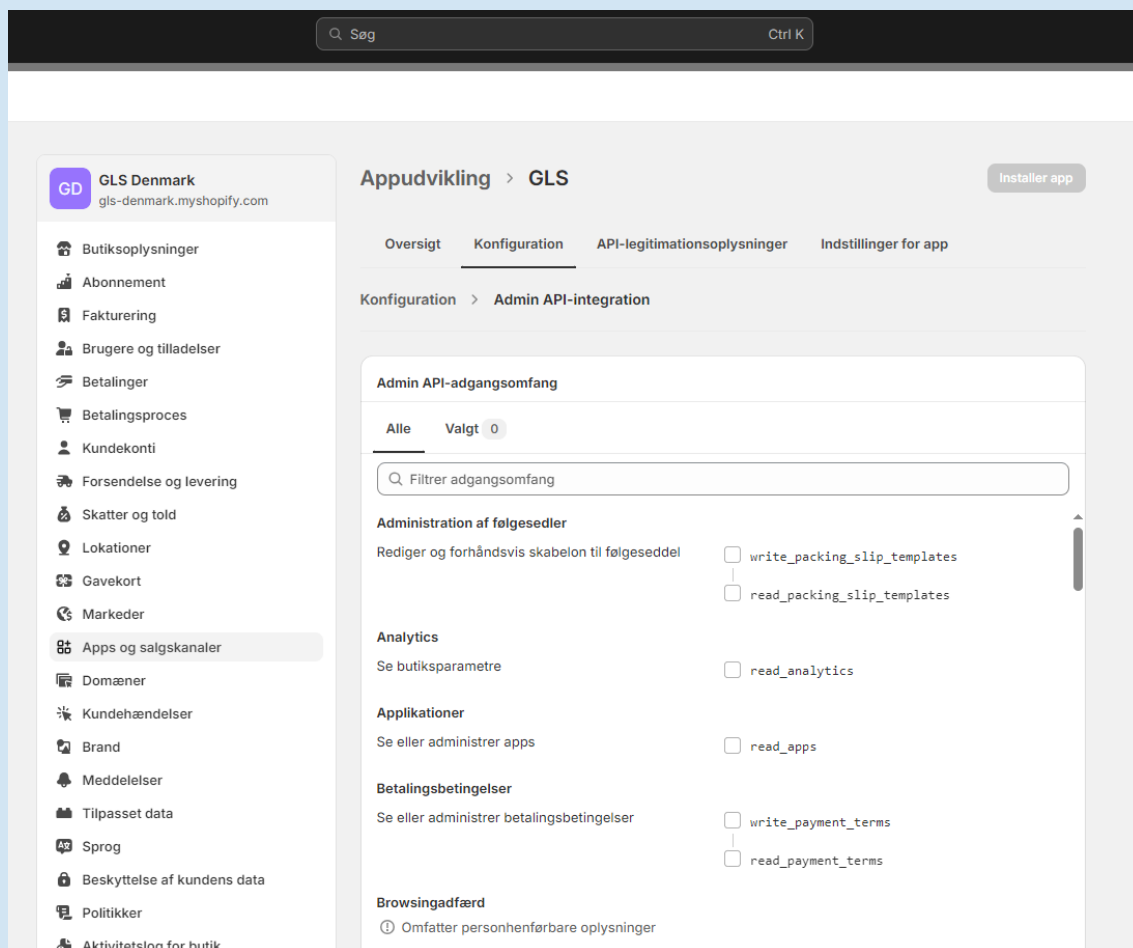 Søg
Ctrl K
GD
GLS Denmark
gls-denmark.myshopify.com
Butiksoplysninger
Abonnement
Fakturering
Brugere og tilladelser
Betalinger
Betalingsproces
Kundekonti
Forsendelse og levering
Skatter og told
Lokationer
Gavekort
Markeder
Apps og salgskanaler
Domæner
Kundehændelser
Brand
Meddelelser
Tilpasset data
Sprog
Beskyttelse af kundens data
Politikker
Aktivitetslog for butik
Appudvikling > GLS
Installer app
Oversigt Konfiguration API-legitimationsoplysninger Indstillinger for app
Konfiguration > Admin API-integration
Admin API-adgangsomfang
Alle Valgt 0
Filtrer adgangsomfang
Administration af følgesedler
Rediger og forhåndsvis skabelon til følgeseddel
write_packing_slip_templates
read_packing_slip_templates
Analytics
Se butiksparametre
read_analytics
Applikationer
Se eller administrer apps
read_apps
Betalingsbetingelser
Se eller administrer betalingsbetingelser
write_payment_terms
read_payment_terms
Browsingadfærd
Omfatter personhenførbare oplysninger